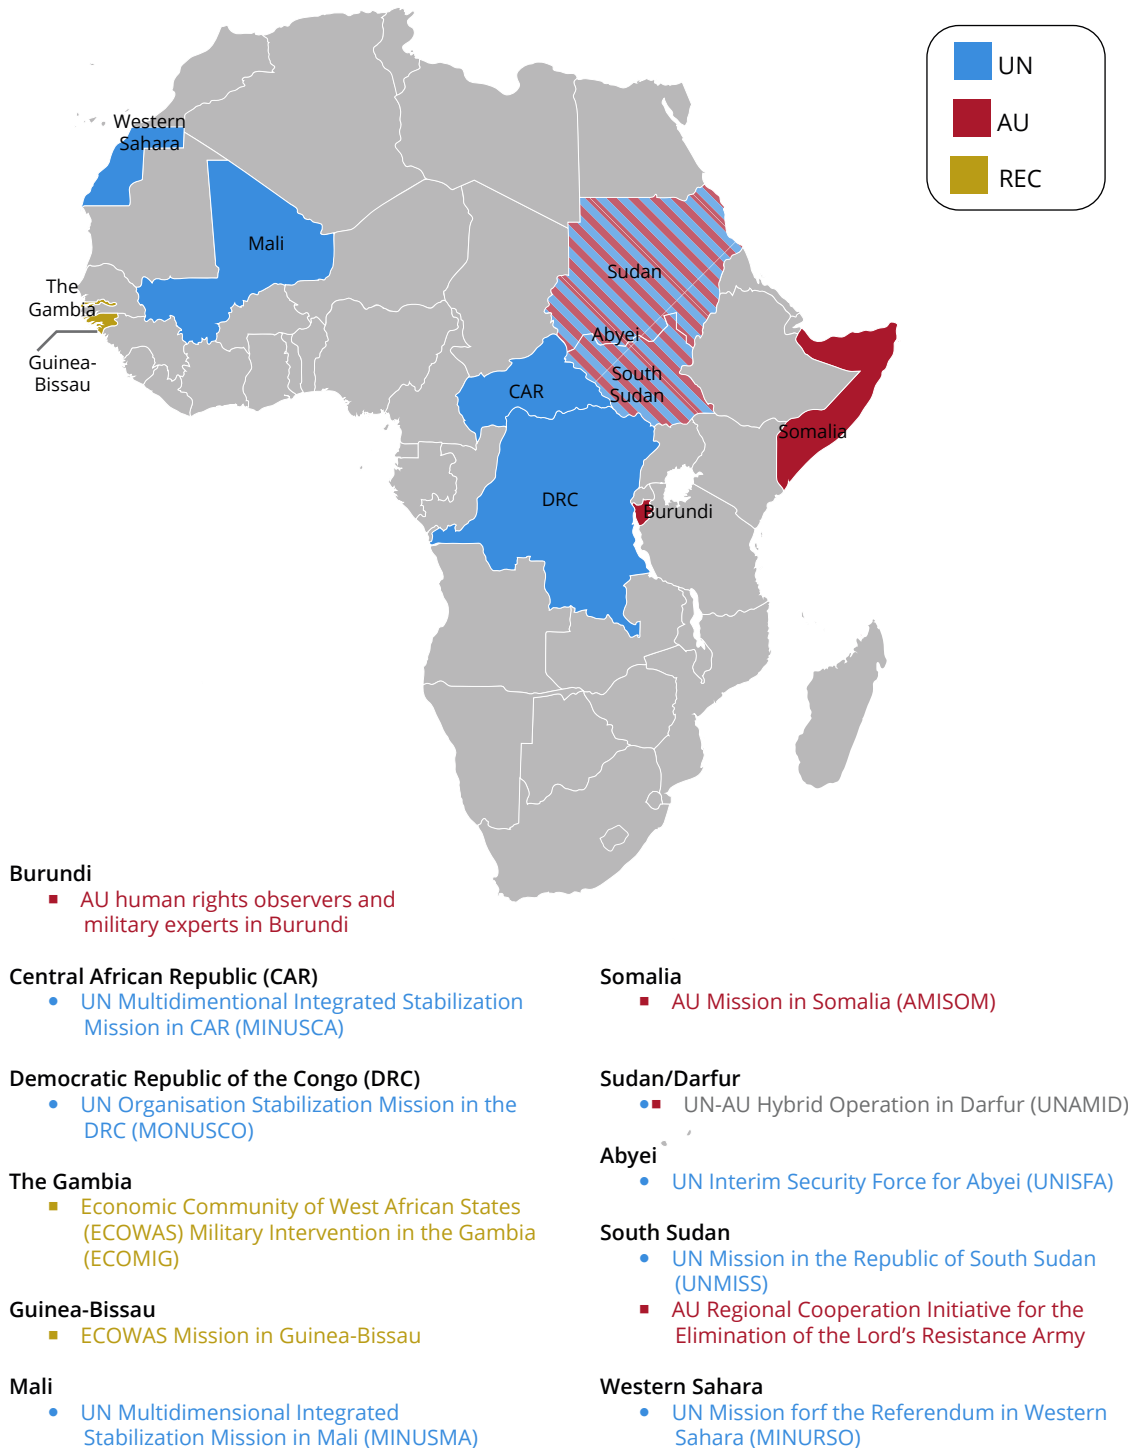 UN
AU
REC
Western
Sahara
Mali
Sudan
The
Gambia
Abyei
Guinea-
Bissau
South
Sudan
CAR
Somalia
DRC
Burundi
Burundi
AU human rights observers and
military experts in Burundi
Central African Republic (CAR)
UN Multidimentional Integrated Stabilization
Mission in CAR (MINUSCA)
Democratic Republic of the Congo (DRC)
UN Organisation Stabilization Mission in the
DRC (MONUSCO)
The Gambia
Economic Community of West African States
(ECOWAS) Military Intervention in the Gambia
(ECOMIG)
Guinea-Bissau
ECOWAS Mission in Guinea-Bissau
Mali
UN Multidimensional Integrated
Stabilization Mission in Mali (MINUSMA)
Somalia
AU Mission in Somalia (AMISOM)
Sudan/Darfur
UN-AU Hybrid Operation in Darfur (UNAMID)
Abyei
UN Interim Security Force for Abyei (UNISFA)
South Sudan
UN Mission in the Republic of South Sudan
(UNMISS)
AU Regional Cooperation Initiative for the
Elimination of the Lord’s Resistance Army
Western Sahara
UN Mission forf the Referendum in Western
Sahara (MINURSO)